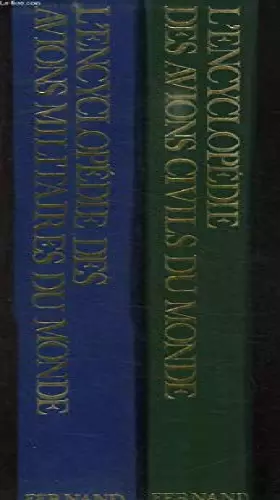 L'ENCYCLOPÉDIE DES
AVIONS MILITAIRES DU MONDE
FERNAND
L'ENCYCLOPÉDIE
DES AVIONS CIVILS DU MONDE
FERNAND